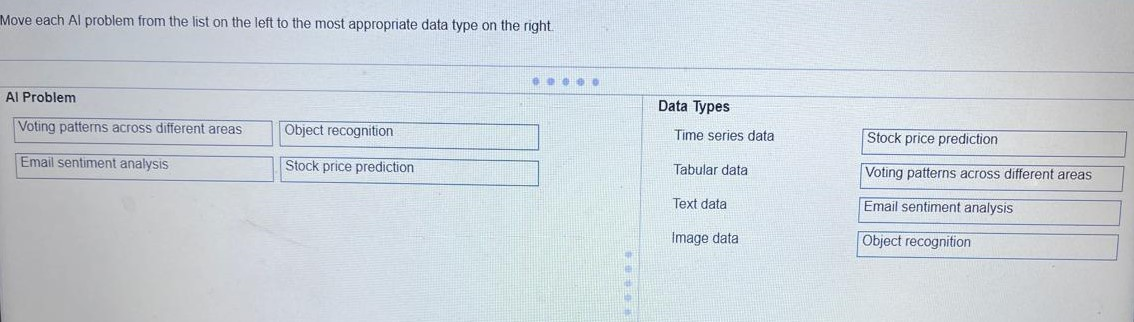 Move each AI problem from the list on the left to the most appropriate data type on the right.
AI Problem
Voting patterns across different areas
Object recognition
Email sentiment analysis
Stock price prediction
Data Types
Time series data
Stock price prediction
Tabular data
Voting patterns across different areas
Text data
Email sentiment analysis
Image data
Object recognition